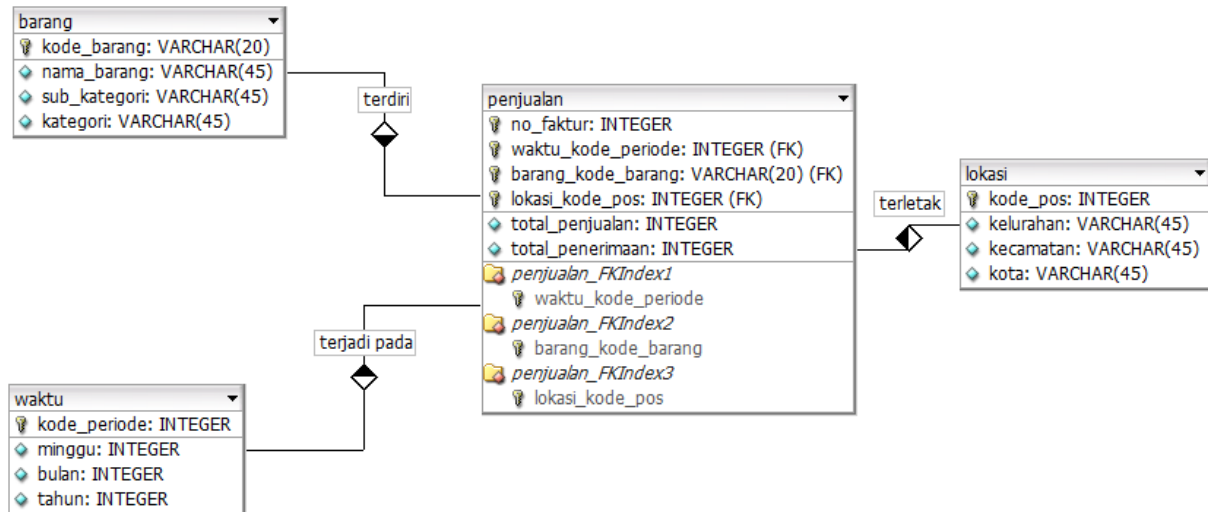 barang
kode_barang: VARCHAR(20)
nama_barang: VARCHAR(45)
sub_kategori: VARCHAR(45)
kategori: VARCHAR(45)
terdiri
penjualan
no_faktur: INTEGER
waktu_kode_periode: INTEGER (FK)
barang_kode_barang: VARCHAR(20) (FK)
lokasi_kode_pos: INTEGER (FK)
total_penjualan: INTEGER
total_penerimaan: INTEGER
penjualan_FKIndex1
waktu_kode_periode
penjualan_FKIndex2
barang_kode_barang
penjualan_FKIndex3
lokasi_kode_pos
terletak
lokasi
kode_pos: INTEGER
kelurahan: VARCHAR(45)
kecamatan: VARCHAR(45)
kota: VARCHAR(45)
terjadi pada
waktu
kode_periode: INTEGER
minggu: INTEGER
bulan: INTEGER
tahun: INTEGER